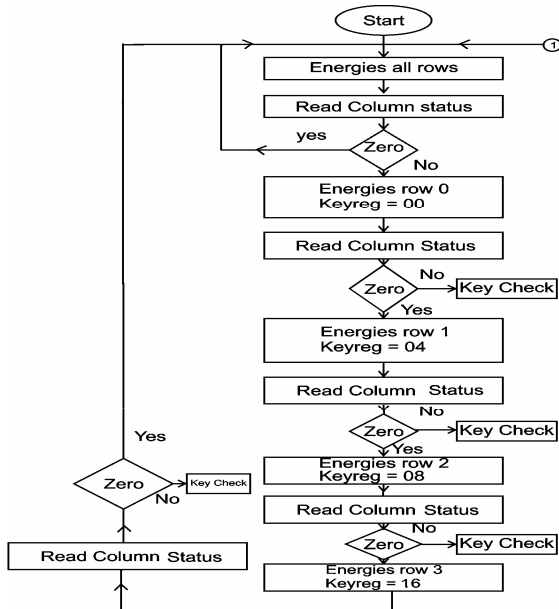 Start
1
Energies all rows
Read Column status
yes
Zero
No
Energies row 0
Keyreg = 00
Read Column Status
No
Zero
Key Check
Yes
Energies row 1
Keyreg = 04
Read Column Status
No
Zero
Key Check
Yes
Energies row 2
Keyreg = 08
Read Column Status
No
Zero
Key Check
Energies row 3
Keyreg = 16
Yes
Zero
Key Check
No
Read Column Status